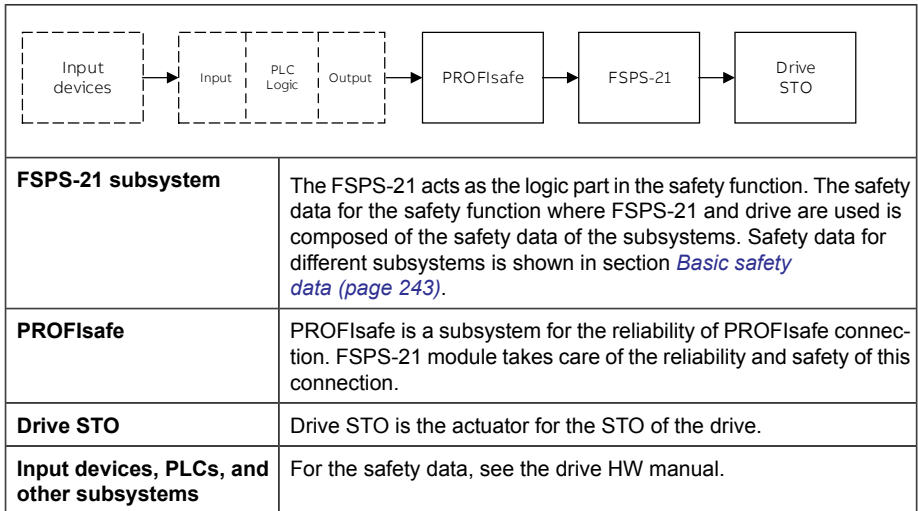 Input
devices
Input
PLC
Logic
Output
PROFIsafe
FSPS-21
Drive
STO
FSPS-21 subsystem
The FSPS-21 acts as the logic part in the safety function. The safety
data for the safety function where FSPS-21 and drive are used is
composed of the safety data of the subsystems. Safety data for
different subsystems is shown in section Basic safety
data (page 243).
PROFIsafe
PROFIsafe is a subsystem for the reliability of PROFIsafe connec-
tion. FSPS-21 module takes care of the reliability and safety of this
connection.
Drive STO
Drive STO is the actuator for the STO of the drive.
Input devices, PLCs, and
other subsystems
For the safety data, see the drive HW manual.